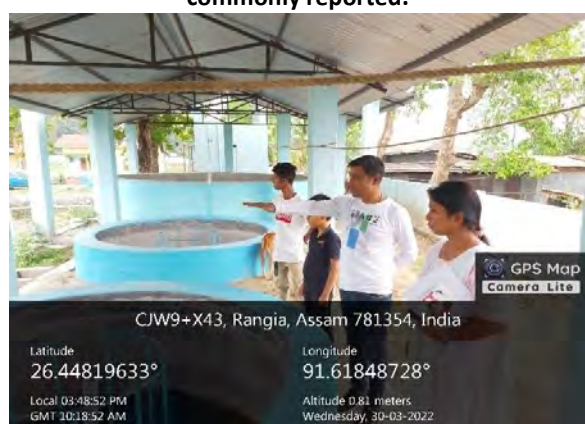 commonly reported.
GPS Map
Camera Lite
CJW9+X43, Rangia, Assam 781354, India
Latitude
26.44819633°
Longitude
91.61848728°
Local 03:48:52 PM
GMT 10:18:52 AM
Altitude 0.81 meters
Wednesday, 30-03-2022